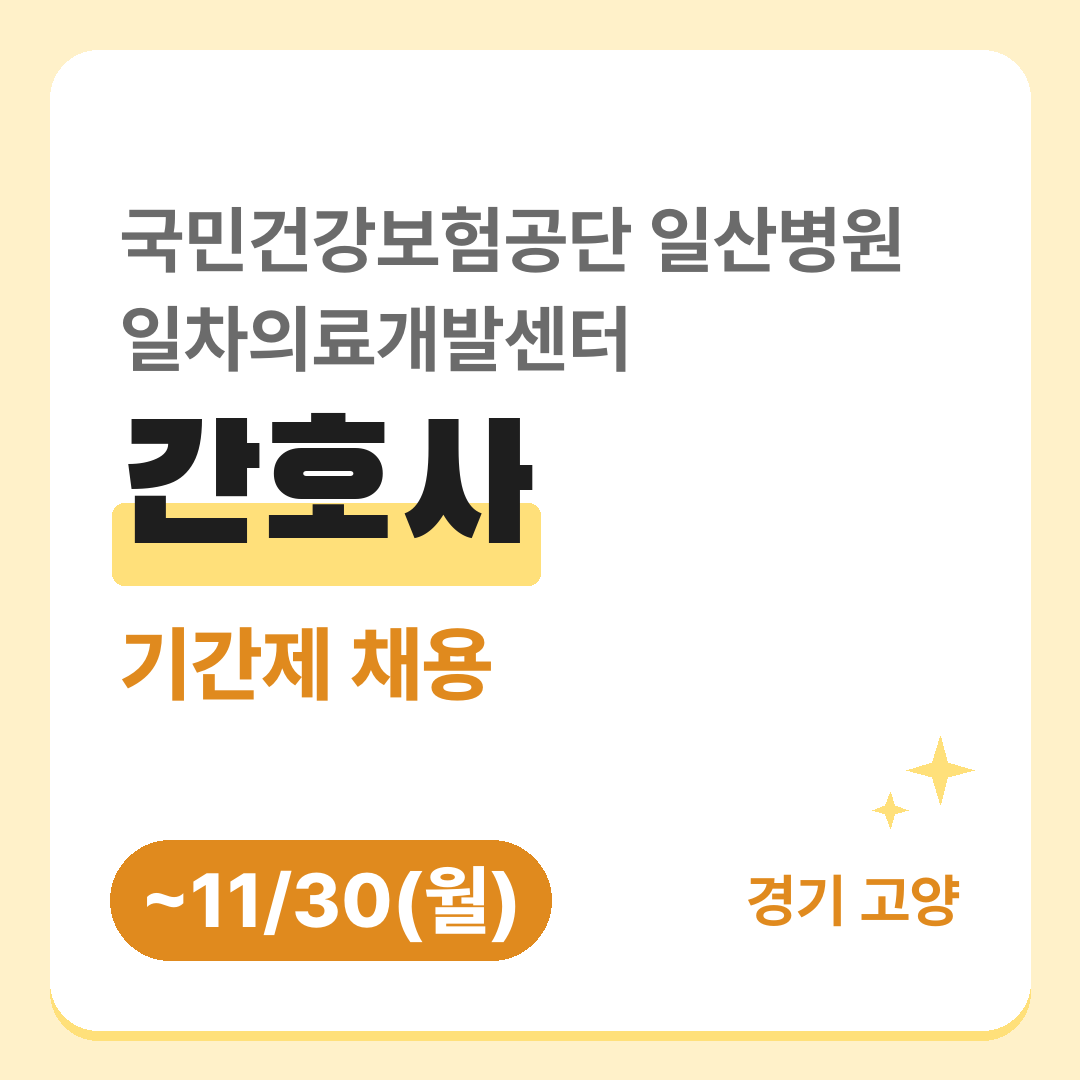 국민건강보험공단 일산병원
일차의료개발센터
간호사
기간제 채용
~11/30(월)
경기 고양